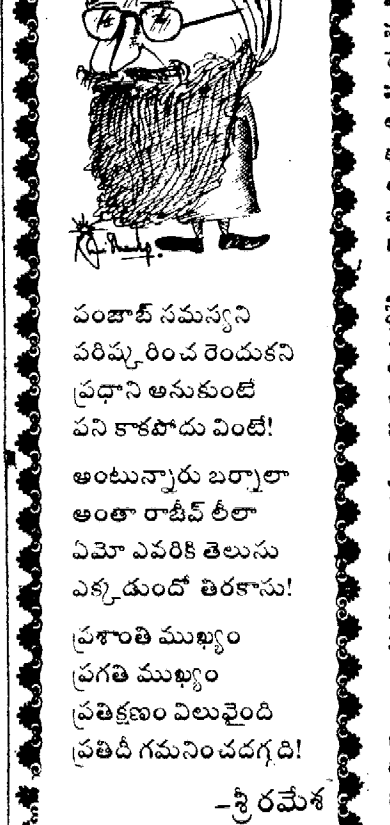 పంజాబ్ సమస్యని
పరిష్కరించ రెందుకని
ప్రధాని అనుకుంటే
పని కాకపోదు వింటే!
అంటున్నారు బర్నాలా
అంతా రాజీవ్ లీలా
ఏమో ఎవరికి తెలుసు
ఎక్కడుందో తిరకాసు!
ప్రశాంతి ముఖ్యం
ప్రగతి ముఖ్యం
ప్రతిక్షణం విలువైంది
ప్రతిదీ గమనించదగ్గది!
–శ్రీ రమేశ